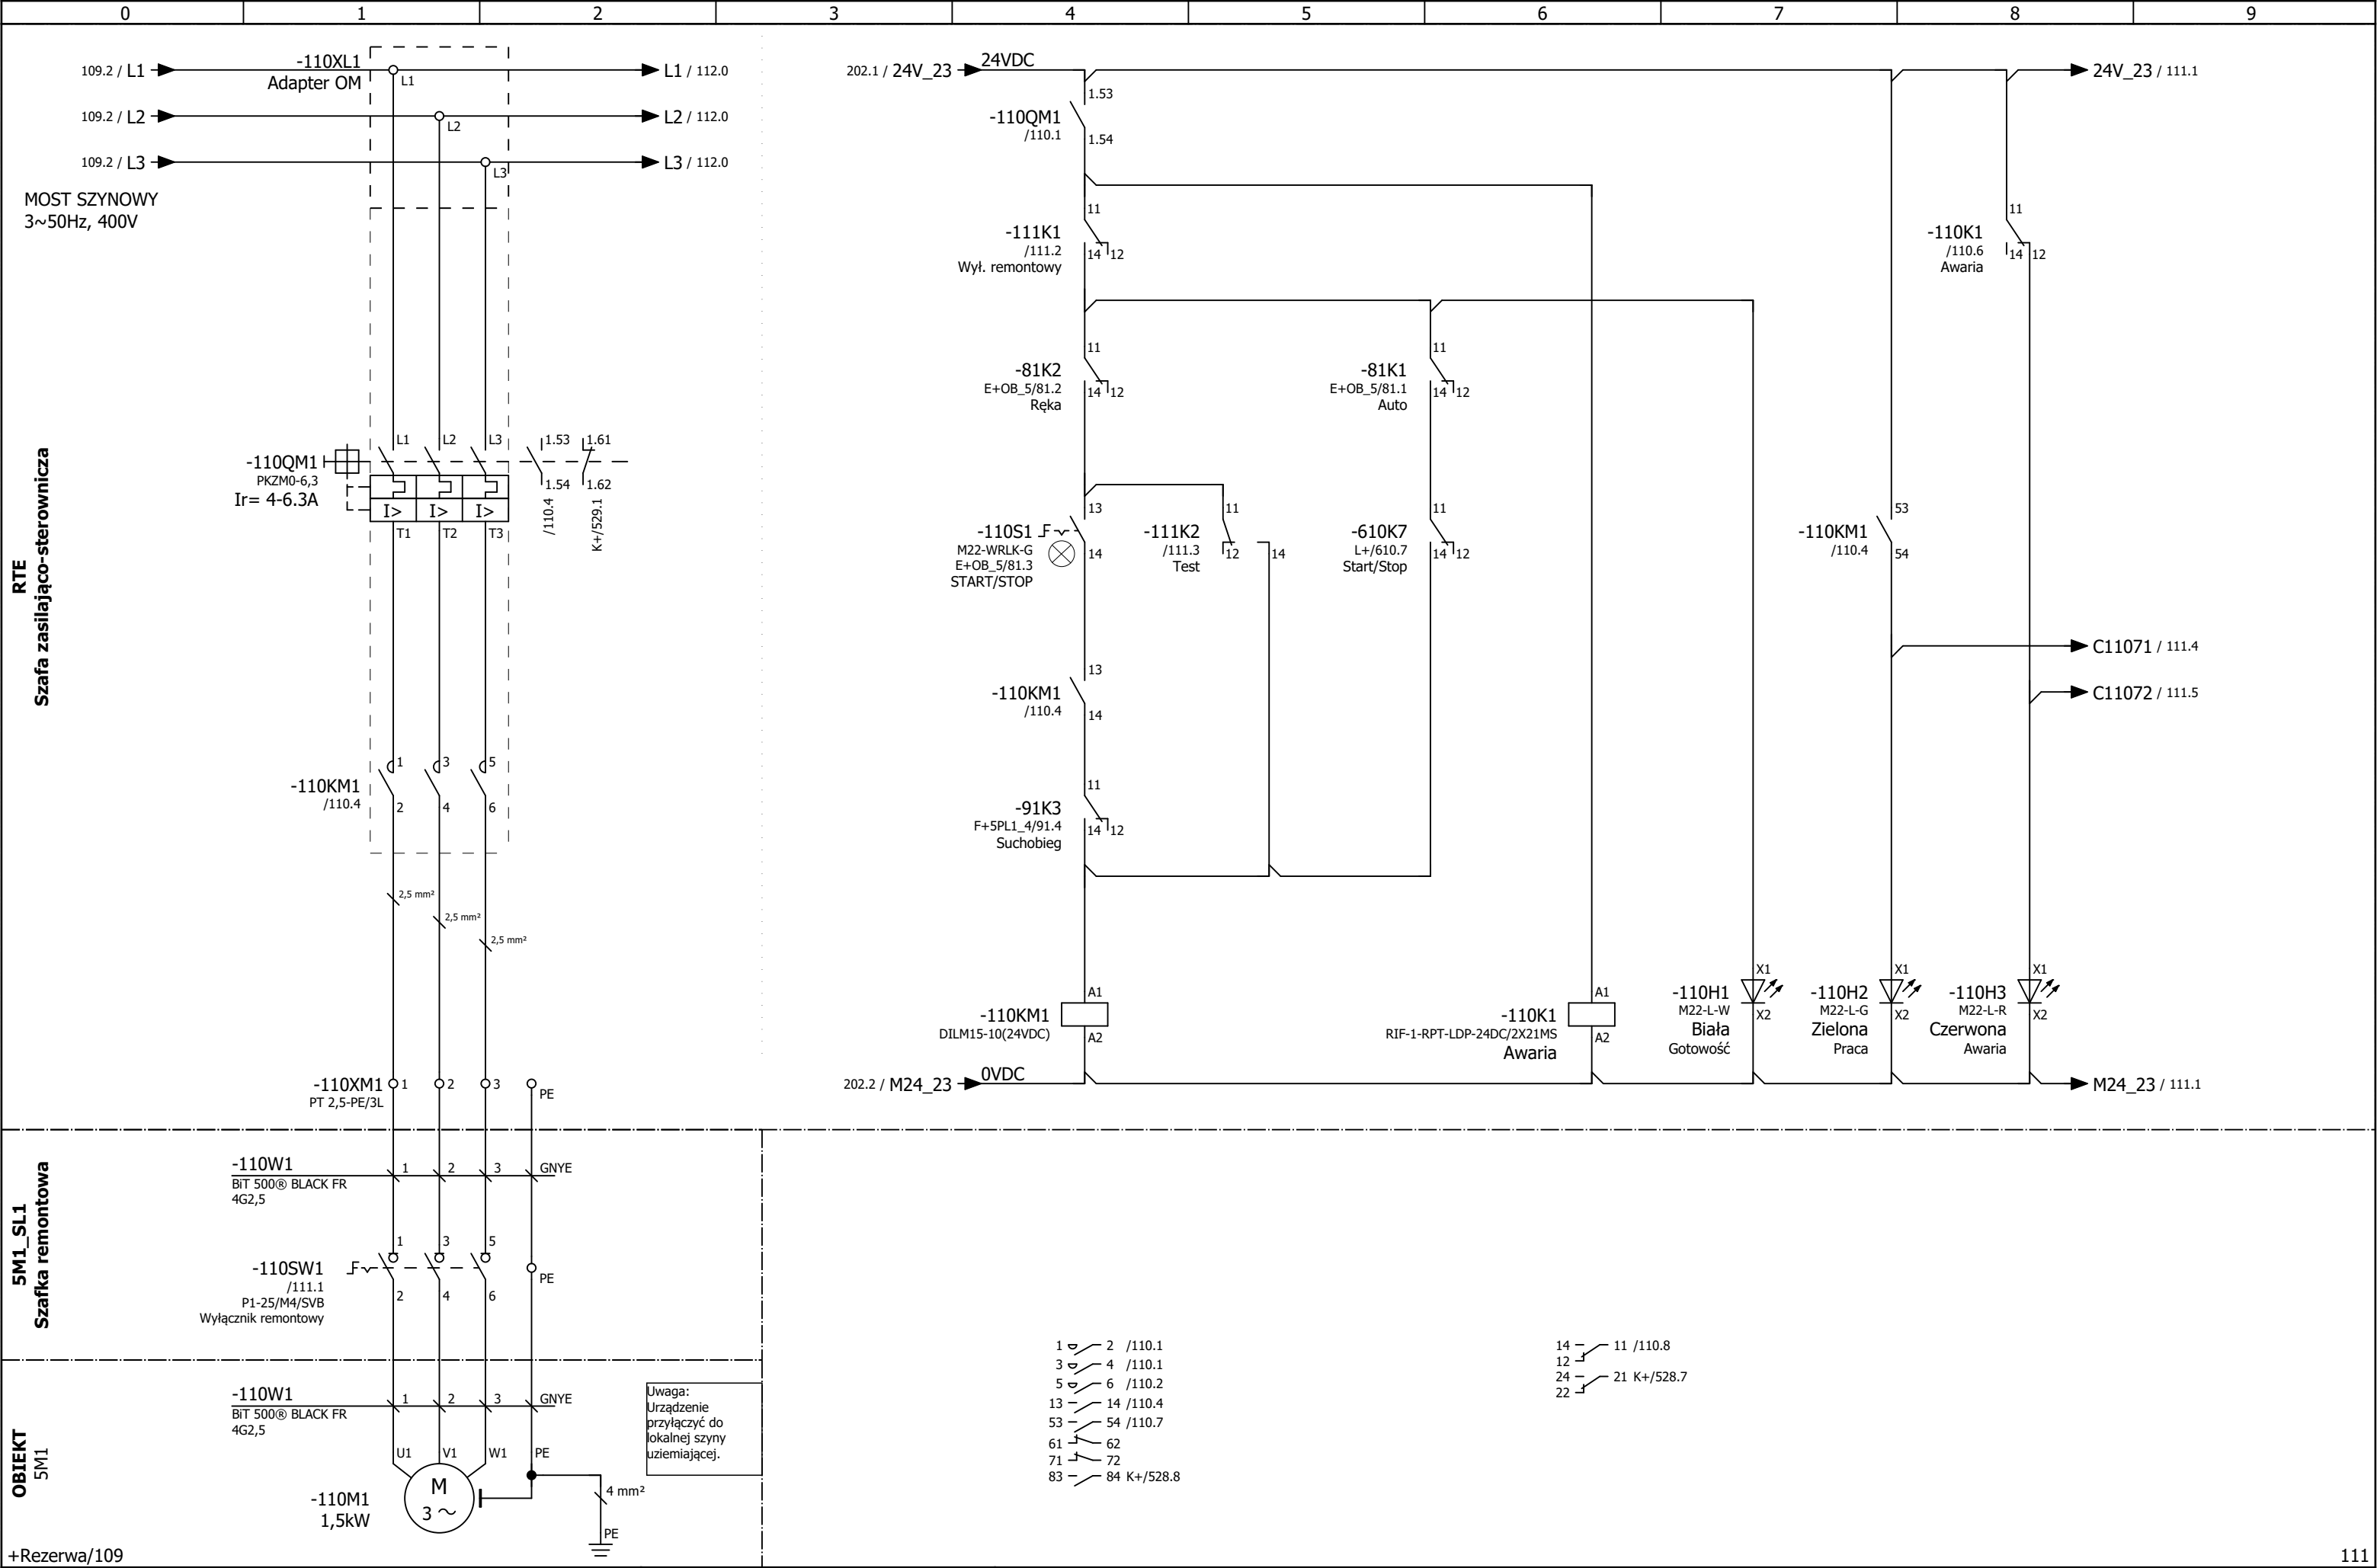 0 1 2 3 4 5 6 7 8 9
109.2 / L1
-110XL1
Adapter OM
L1
L1 / 112.0
109.2 / L2
L2
L2 / 112.0
109.2 / L3
L3
L3 / 112.0
MOST SZYNOWY
3~50Hz, 400V
RTE
Szafa zasilająco-sterownicza
-110QM1
PKZM0-6,3
Ir= 4-6.3A
L1 L2 L3
I> I> I>
T1 T2 T3
1.53 1.61
1.54 1.62
/110.4
K+/529.1
-110KM1
/110.4
1 3 5
2 4 6
2,5 mm²
2,5 mm²
2,5 mm²
-110XM1
PT 2,5-PE/3L
1 2 3 PE
5M1_SL1
Szafka remontowa
-110W1
BiT 500® BLACK FR
4G2,5
1 2 3 GNYE
-110SW1
/111.1
P1-25/M4/SVB
Wyłącznik remontowy
1 3 5
2 4 6
PE
OBIEKT
5M1
-110W1
BiT 500® BLACK FR
4G2,5
1 2 3 GNYE
U1 V1 W1 PE
M
3
-110M1
1,5kW
4 mm²
PE
Uwaga:
Urządzenie
przyłączyć do
lokalnej szyny
uziemiającej.
202.1 / 24V_23
24VDC
24V_23 / 111.1
-110QM1
/110.1
1.53
1.54
-111K1
/111.2
Wył. remontowy
11
14 12
-110K1
/110.6
Awaria
11
14 12
-81K2
E+OB_5/81.2
Ręka
11
14 12
-81K1
E+OB_5/81.1
Auto
11
14 12
-110S1
M22-WRLK-G
E+OB_5/81.3
START/STOP
13
14
-111K2
/111.3
Test
11
12 14
-610K7
L+/610.7
Start/Stop
11
14 12
-110KM1
/110.4
53
54
C11071 / 111.4
C11072 / 111.5
-110KM1
/110.4
13
14
-91K3
F+5PL1_4/91.4
Suchobieg
11
14 12
-110KM1
DILM15-10(24VDC)
A1
A2
-110K1
RIF-1-RPT-LDP-24DC/2X21MS
Awaria
A1
A2
-110H1
M22-L-W
Biała
Gotowość
X1
X2
-110H2
M22-L-G
Zielona
Praca
X1
X2
-110H3
M22-L-R
Czerwona
Awaria
X1
X2
202.2 / M24_23
0VDC
M24_23 / 111.1
1 2 /110.1
3 4 /110.1
5 6 /110.2
13 14 /110.4
53 54 /110.7
61 62
71 72
83 84 K+/528.8
14 11 /110.8
12
24 21 K+/528.7
22
+Rezerwa/109
111